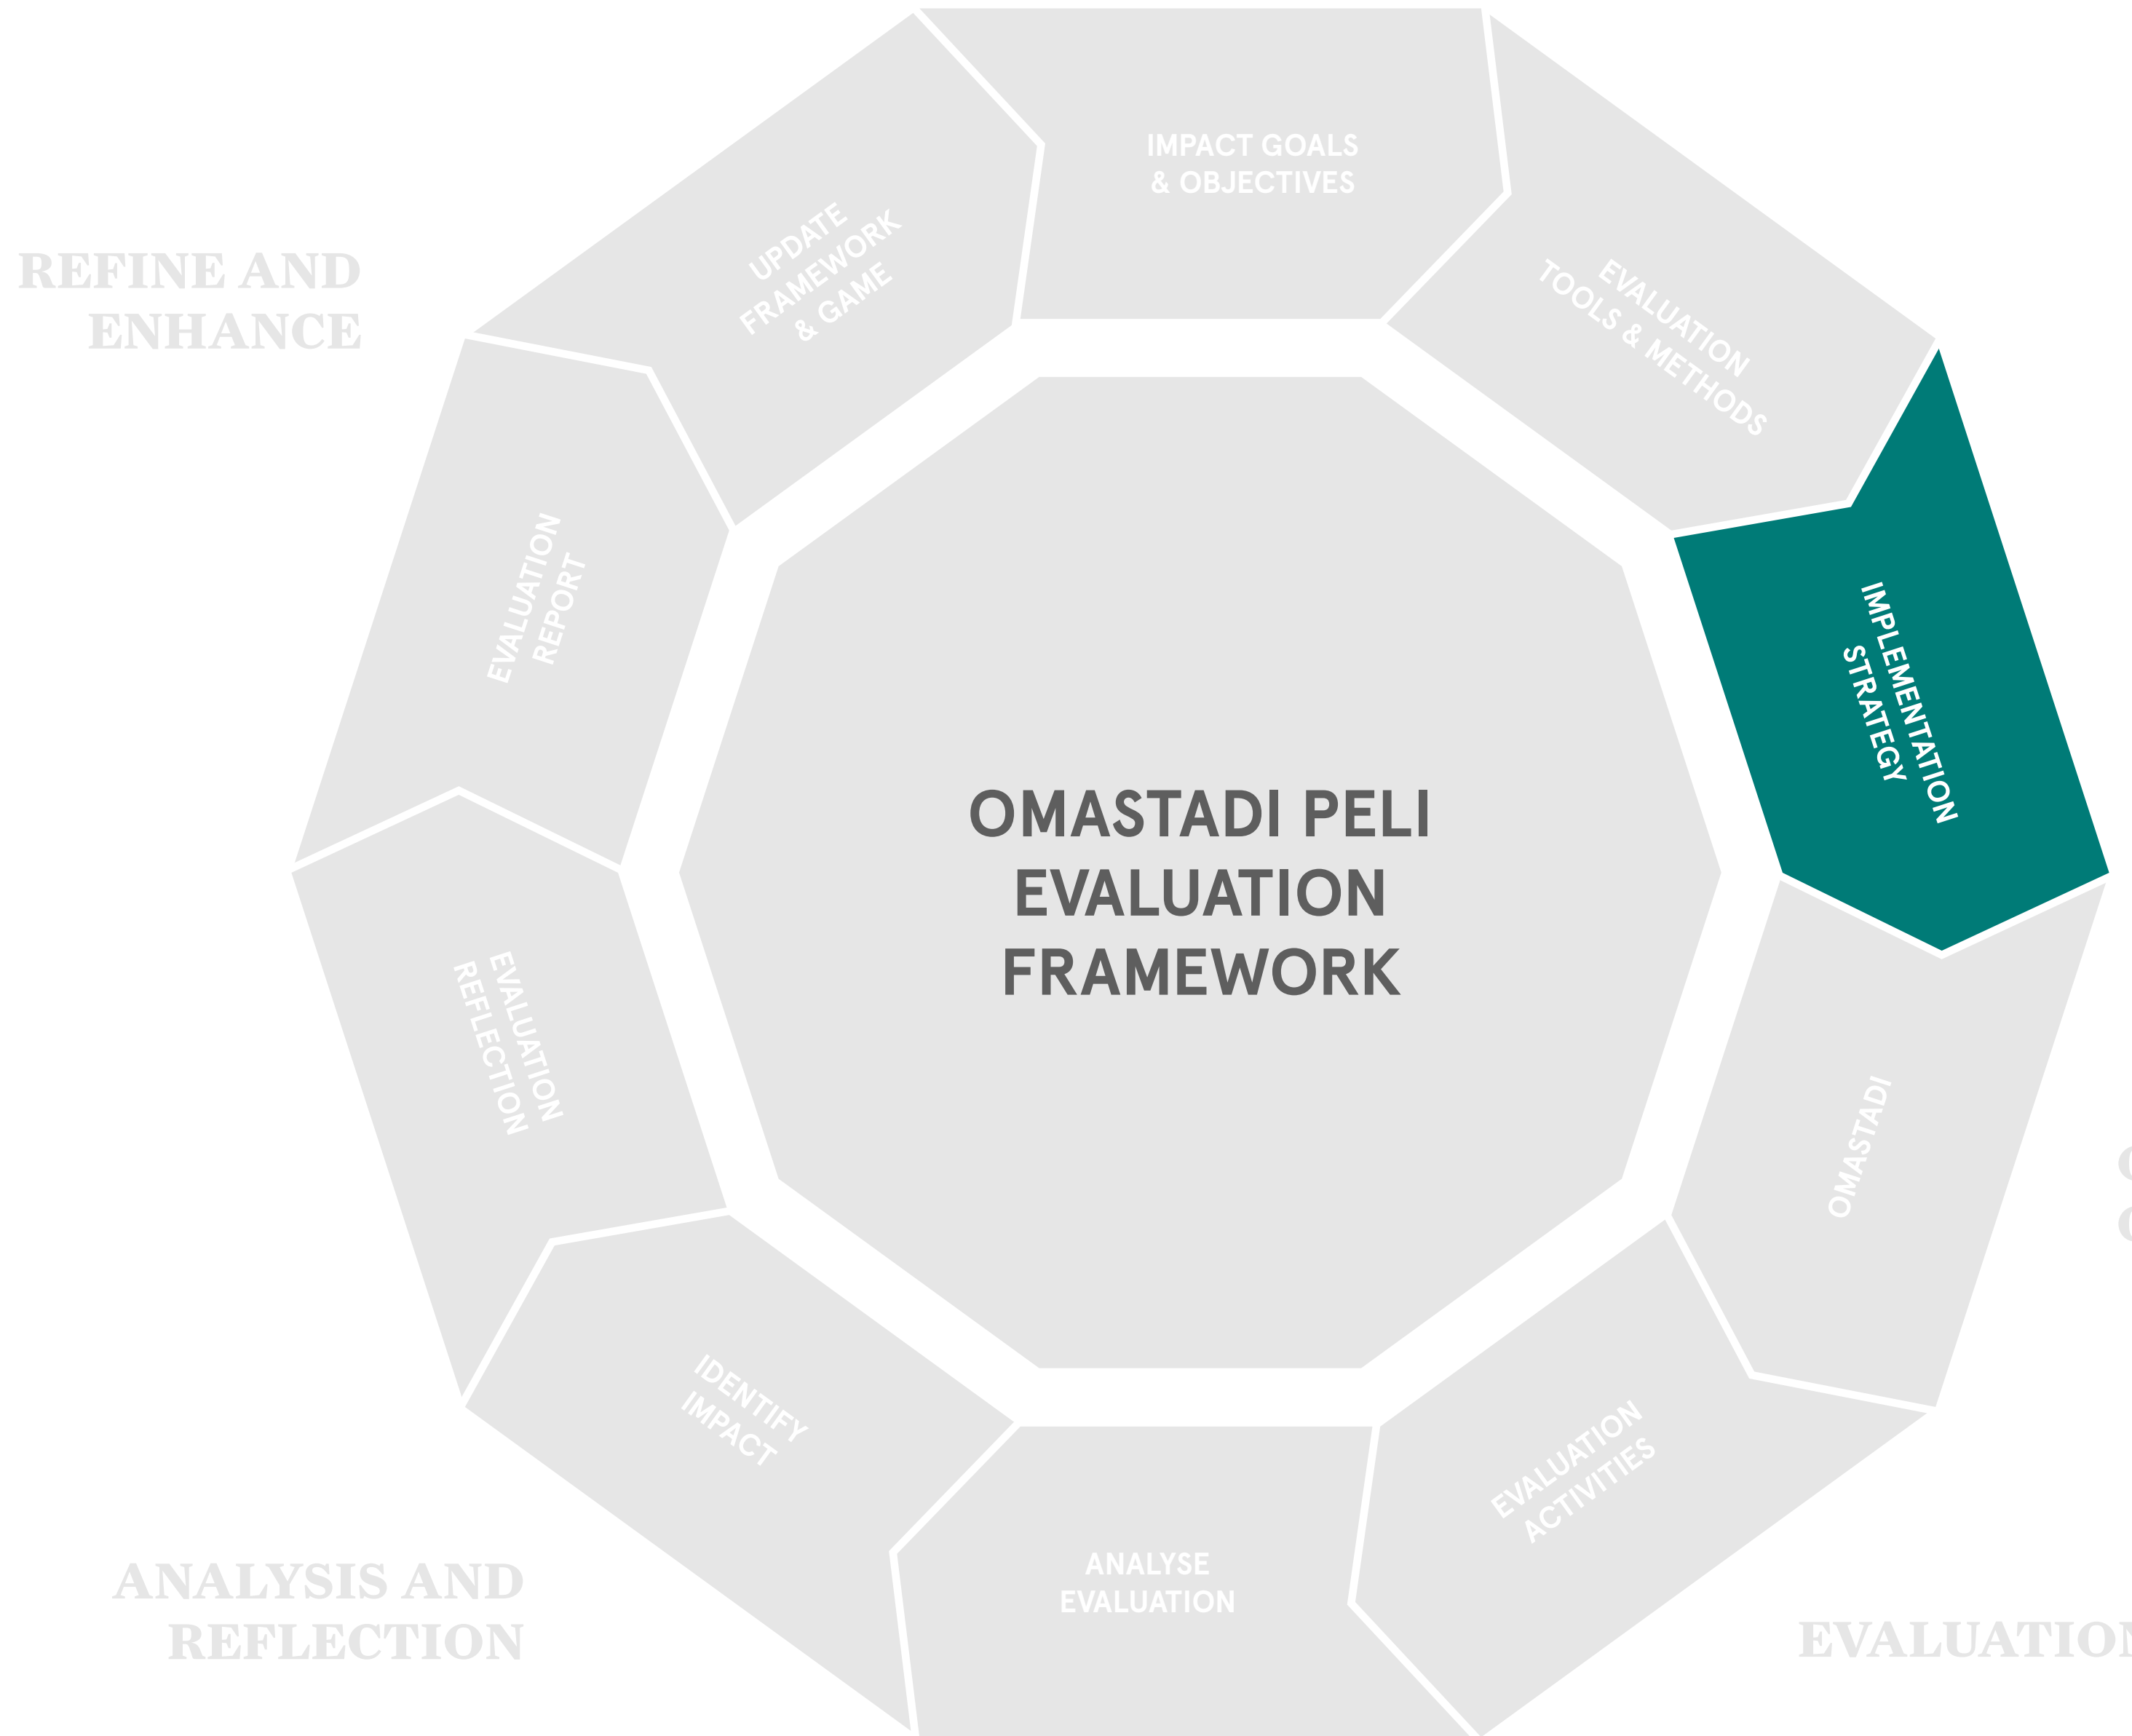 REFINE AND
ENHANCE
IMPACT GOALS
& OBJECTIVES
UPDATE
FRAMEWORK
& GAME
EVALUATION
TOOLS & METHODS
IMPLEMENTATION
STRATEGY
EVALUATION
REPORT
OMASTADI PELI
EVALUATION
FRAMEWORK
EVALUATION
REFLECTION
OMASTADI
IDENTIFY
IMPACT
EVALUATION
ACTIVITIES
ANALYSE
EVALUATION
ANALYSIS AND
REFLECTION